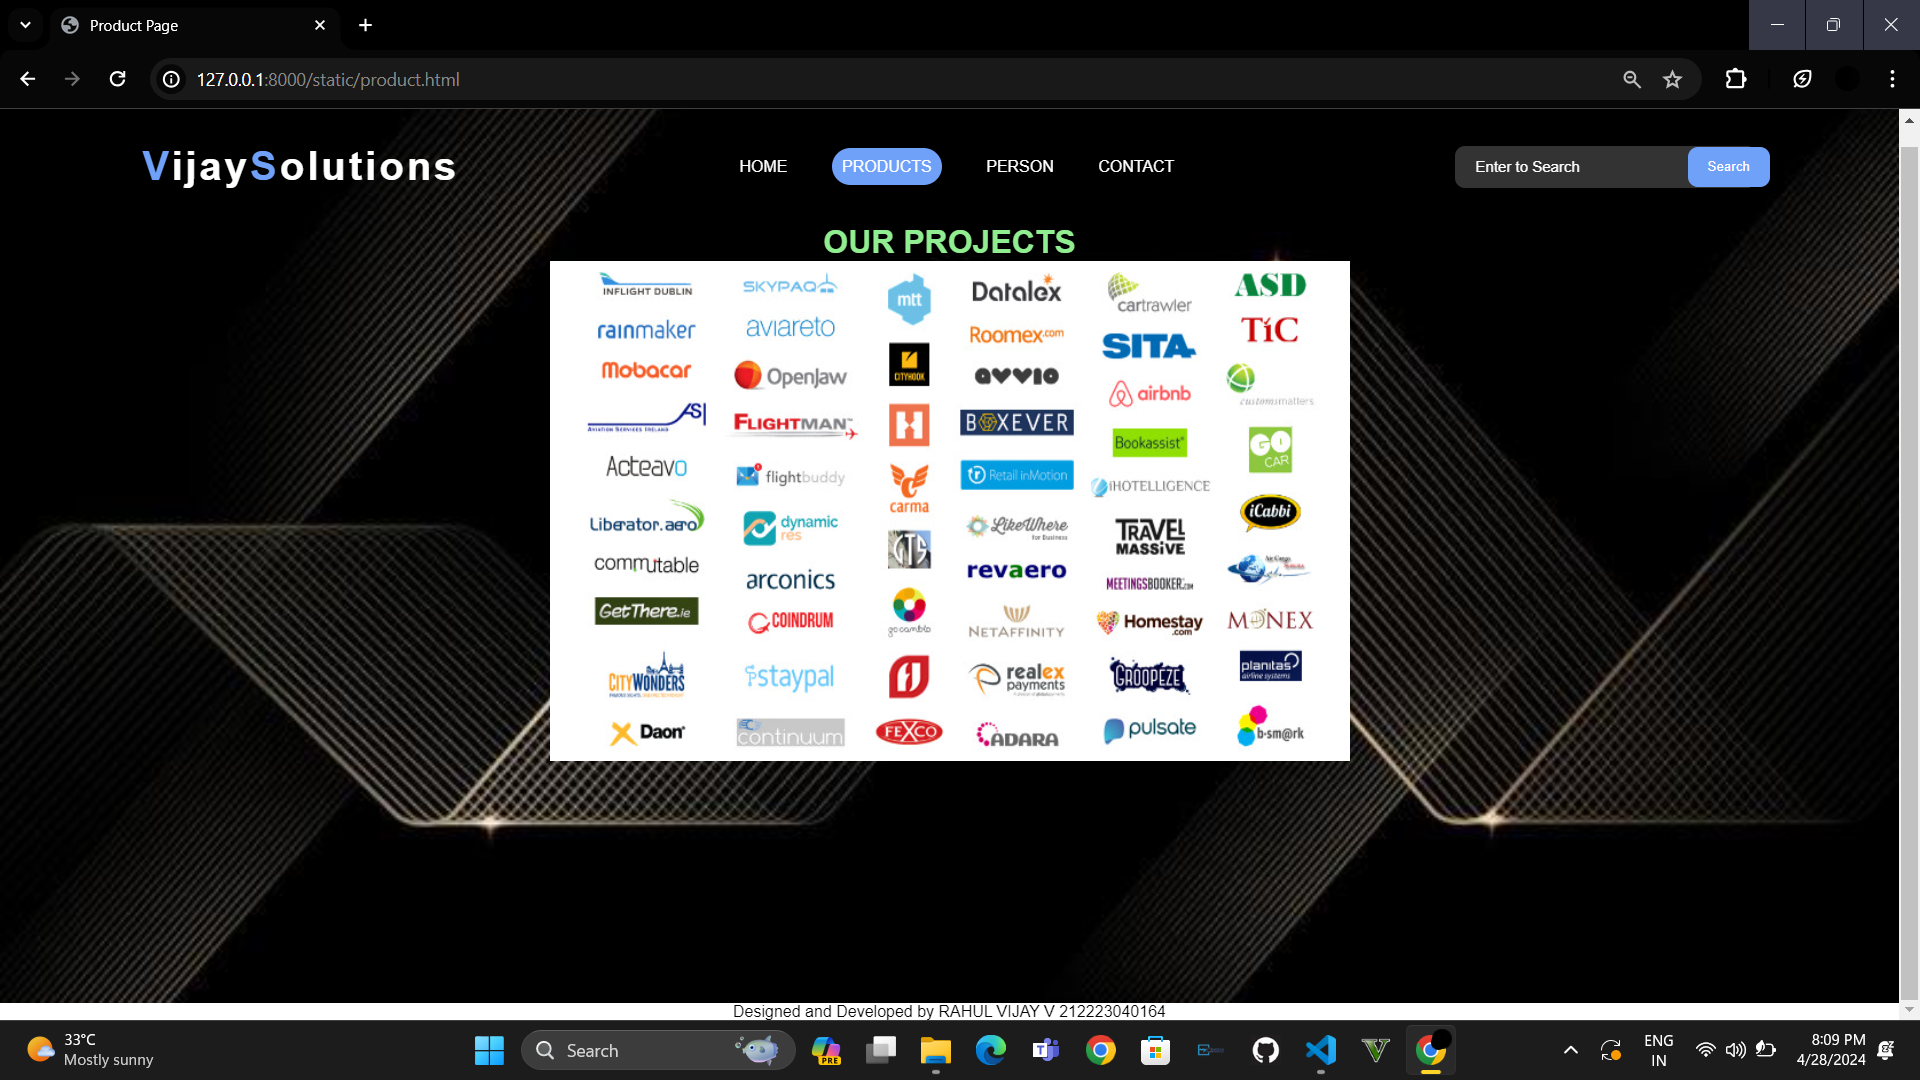 Product Page
127.0.0.1:8000/static/product.html
VijaySolutions
HOME PRODUCTS PERSON CONTACT
Enter to Search Search
OUR PROJECTS
INFLIGHT DUBLIN
rainmaker
Mobacar
ASI
AVIATION SERVICES IRELAND
Acteavo
Liberator.aero
commutable
GetThere.ie
CITYWONDERS
Daon
SKYPAQ
aviareto
OpenJaw
FLIGHTMAN™
flightbuddy
dynamic
res
arconics
COINDRUM
staypal
continuum
mtt
CITYHOOK
H
carma
GTS
go cambio
FEXCO
Datalex
Roomex.com
avvio
BOXEVER
Retail inMotion
LikeWhere
for Business
revaero
NETAFFINITY
realex
payments
ADARA
cartrawler
SITA
airbnb
Bookassist
iHOTELLIGENCE
TRAVEL
MASSIVE
MEETINGSBOOKER.COM
Homestay
.com
GROOPEZE
pulsate
ASD
TiC
customsmatters
GO
CAR
iCabbi
MONEX
planitas
airline systems
b-sm@rk
Designed and Developed by RAHUL VIJAY V 212223040164
33°C
Mostly sunny
Search
PRE
ENG
IN
8:09 PM
4/28/2024